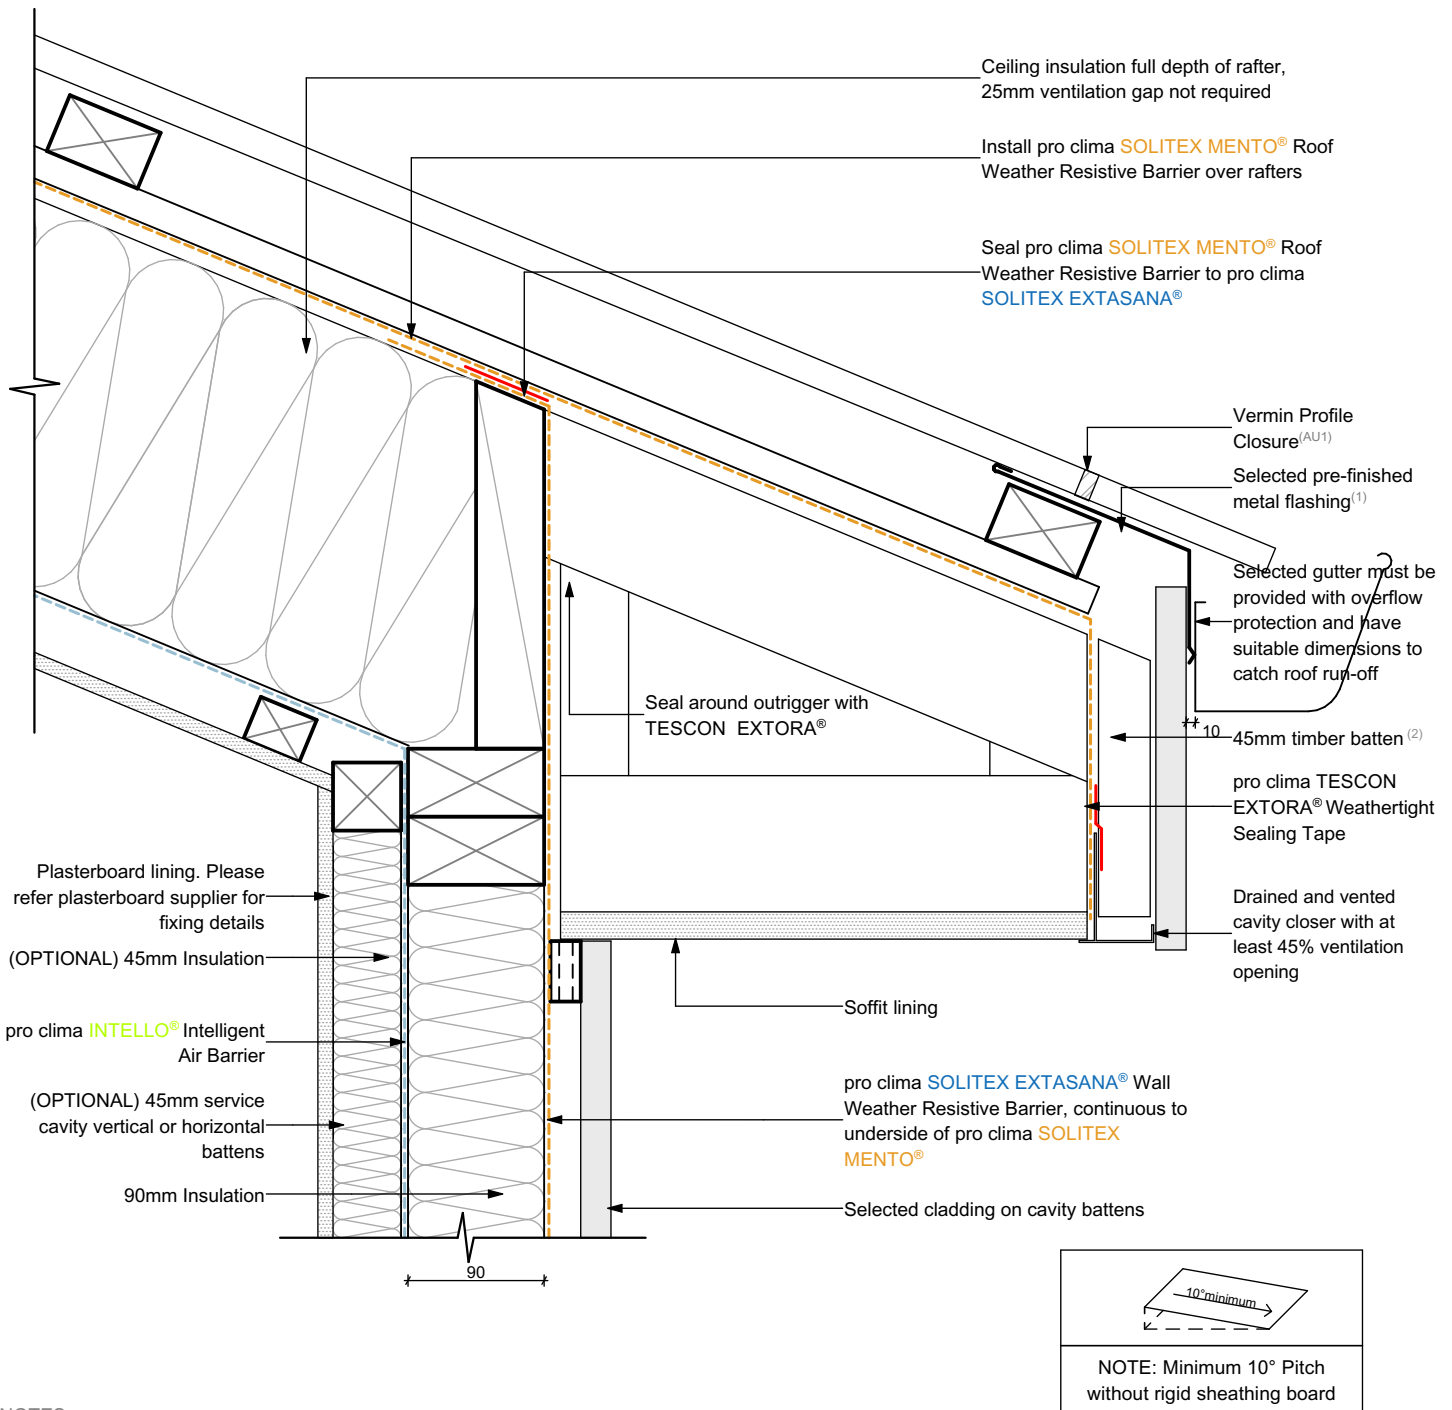 Ceiling insulation full depth of rafter,
25mm ventilation gap not required
Install pro clima SOLITEX MENTO® Roof
Weather Resistive Barrier over rafters
Seal pro clima SOLITEX MENTO® Roof
Weather Resistive Barrier to pro clima
SOLITEX EXTASANA®
Vermin Profile
Closure(AU1)
Selected pre-finished
metal flashing(1)
Selected gutter must be
provided with overflow
protection and have
suitable dimensions to
catch roof run-off
10
45mm timber batten (2)
pro clima TESCON
EXTORA® Weathertight
Sealing Tape
Drained and vented
cavity closer with at
least 45% ventilation
opening
Seal around outrigger with
TESCON EXTORA®
Plasterboard lining. Please
refer plasterboard supplier for
fixing details
(OPTIONAL) 45mm Insulation
pro clima INTELLO® Intelligent
Air Barrier
(OPTIONAL) 45mm service
cavity vertical or horizontal
battens
90mm Insulation
90
Soffit lining
pro clima SOLITEX EXTASANA® Wall
Weather Resistive Barrier, continuous to
underside of pro clima SOLITEX
MENTO®
Selected cladding on cavity battens
10°minimum
NOTE: Minimum 10° Pitch
without rigid sheathing board